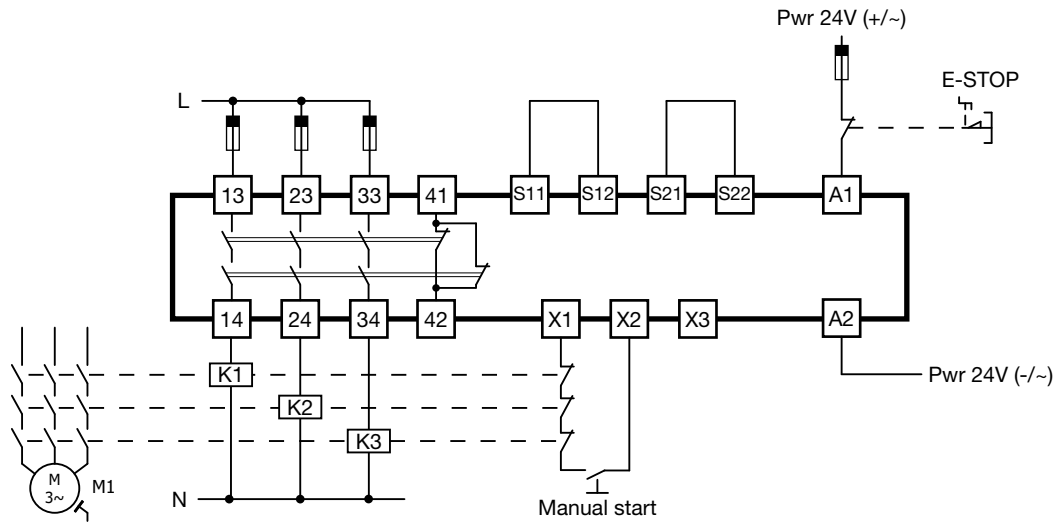 Pwr 24V (+/~)
E-STOP
L
13 23 33 41 S11 S12 S21 S22 A1
14 24 34 42 X1 X2 X3 A2
K1
Pwr 24V (-/~)
K2
K3
M
3~
M1
N
Manual start